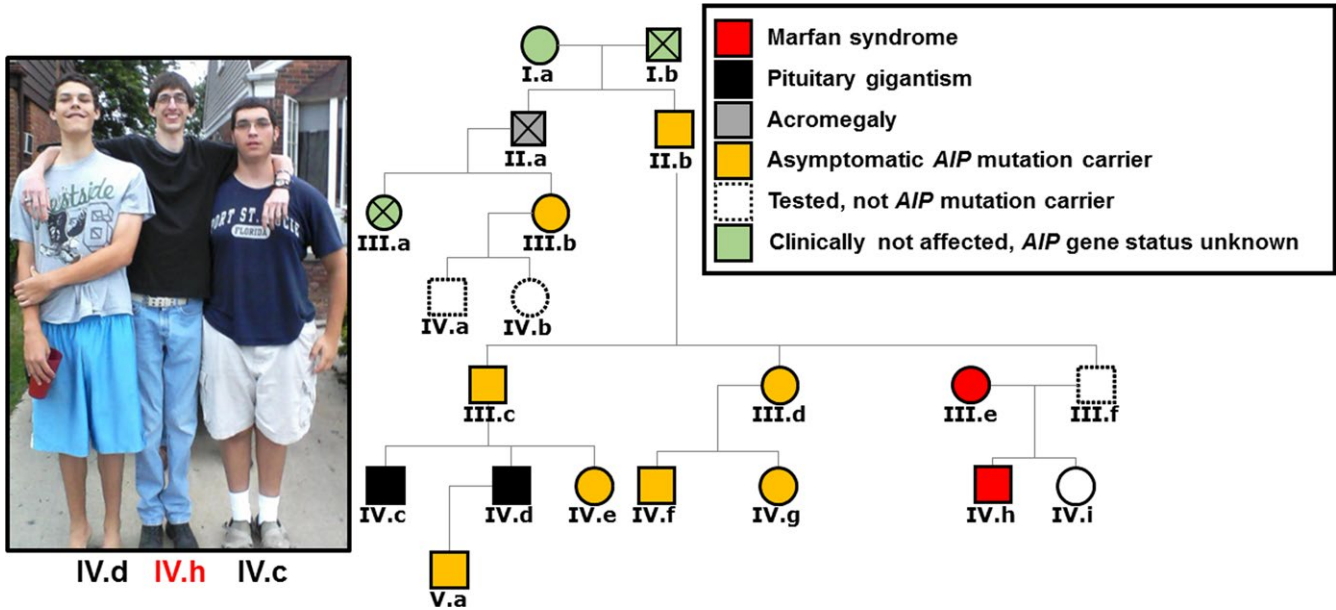 I.a
I.b
II.a
II.b
III.a
III.b
IV.a
IV.b
III.c
III.d
III.e
III.f
IV.c
IV.d
IV.e
IV.f
IV.g
IV.h
IV.i
V.a
Marfan syndrome
Pituitary gigantism
Acromegaly
Asymptomatic AIP mutation carrier
Tested, not AIP mutation carrier
Clinically not affected, AIP gene status unknown
FLORIDA
IV.d IV.h IV.c